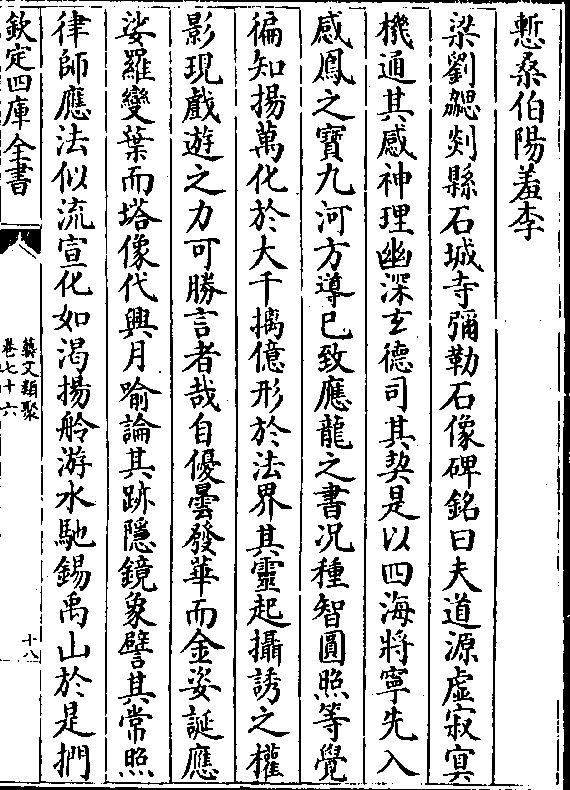 慙桑伯陽羞李
梁劉勰剡縣石城寺彌勒石像碑銘曰夫道源虛寂冥
機通其感神理幽深玄德司其契是以四海將寧先入
感鳳之寶九河方導已致應龍之書況種智圓照等覺
徧知揚萬化於大千摛億形於法界其靈起攝誘之權
影現戲遊之力可勝言者哉自優曇發華而金姿誕應
娑羅變葉而塔像代興月喻論其跡隱鏡象譬其常照
律師應法似流宣化如渴揚舲游水馳錫禹山於是捫
欽定四庫全書
藝文類聚
卷七十六
十八